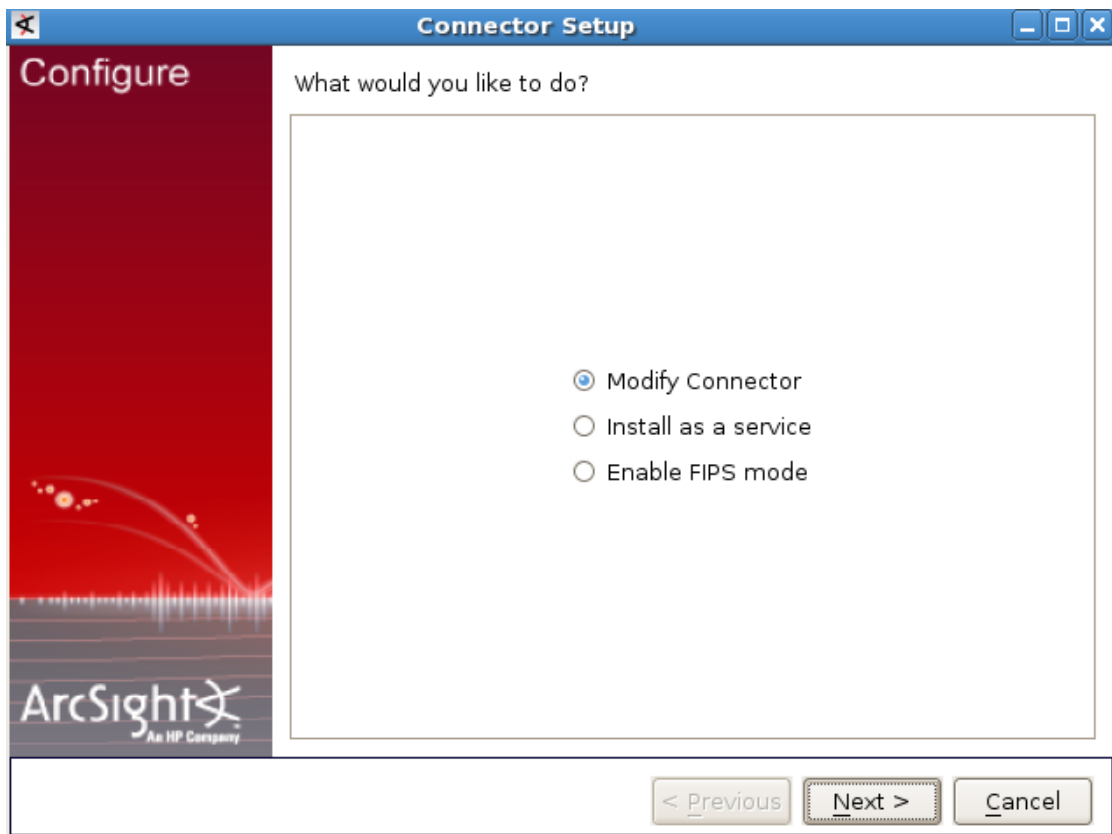 Connector Setup
Configure
What would you like to do?
Modify Connector
Install as a service
Enable FIPS mode
ArcSight
An HP Company
< Previous
Next >
Cancel